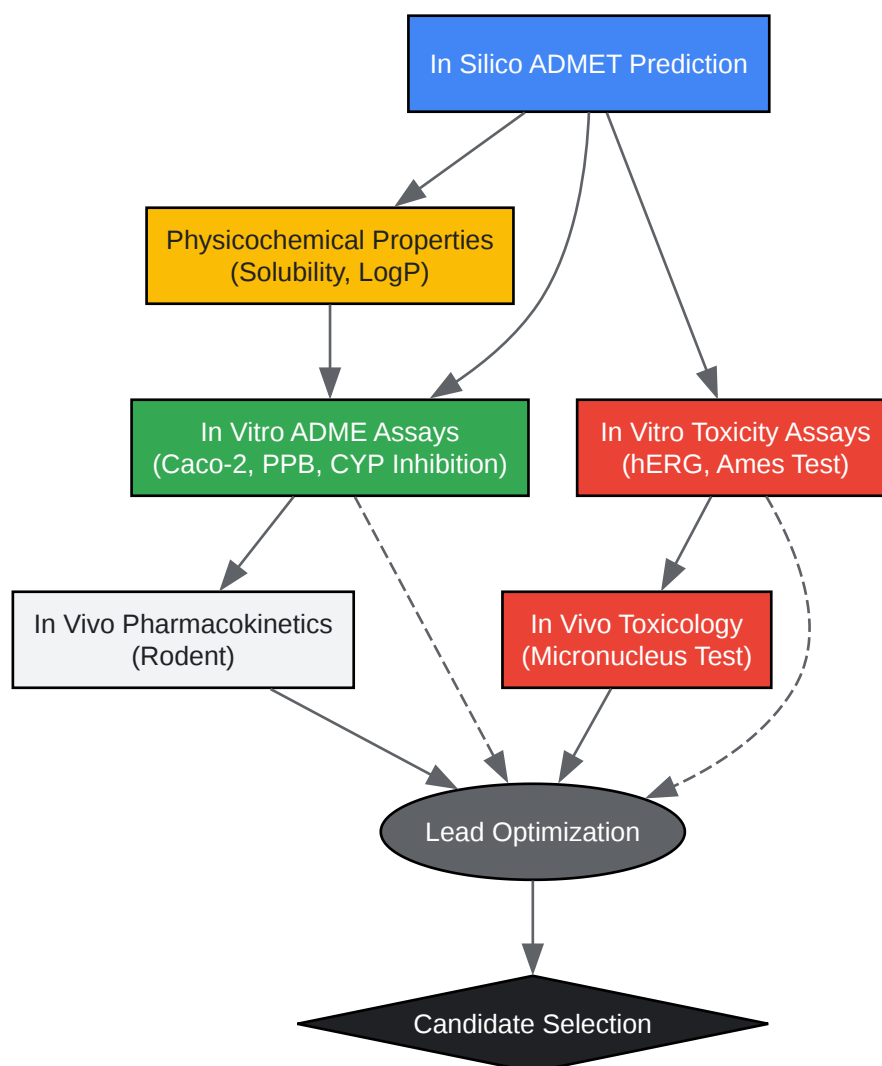 In Silico ADMET Prediction
Physicochemical Properties
(Solubility, LogP)
In Vitro ADME Assays
(Caco-2, PPB, CYP Inhibition)
In Vitro Toxicity Assays
(hERG, Ames Test)
In Vivo Pharmacokinetics
(Rodent)
In Vivo Toxicology
(Micronucleus Test)
Lead Optimization
Candidate Selection